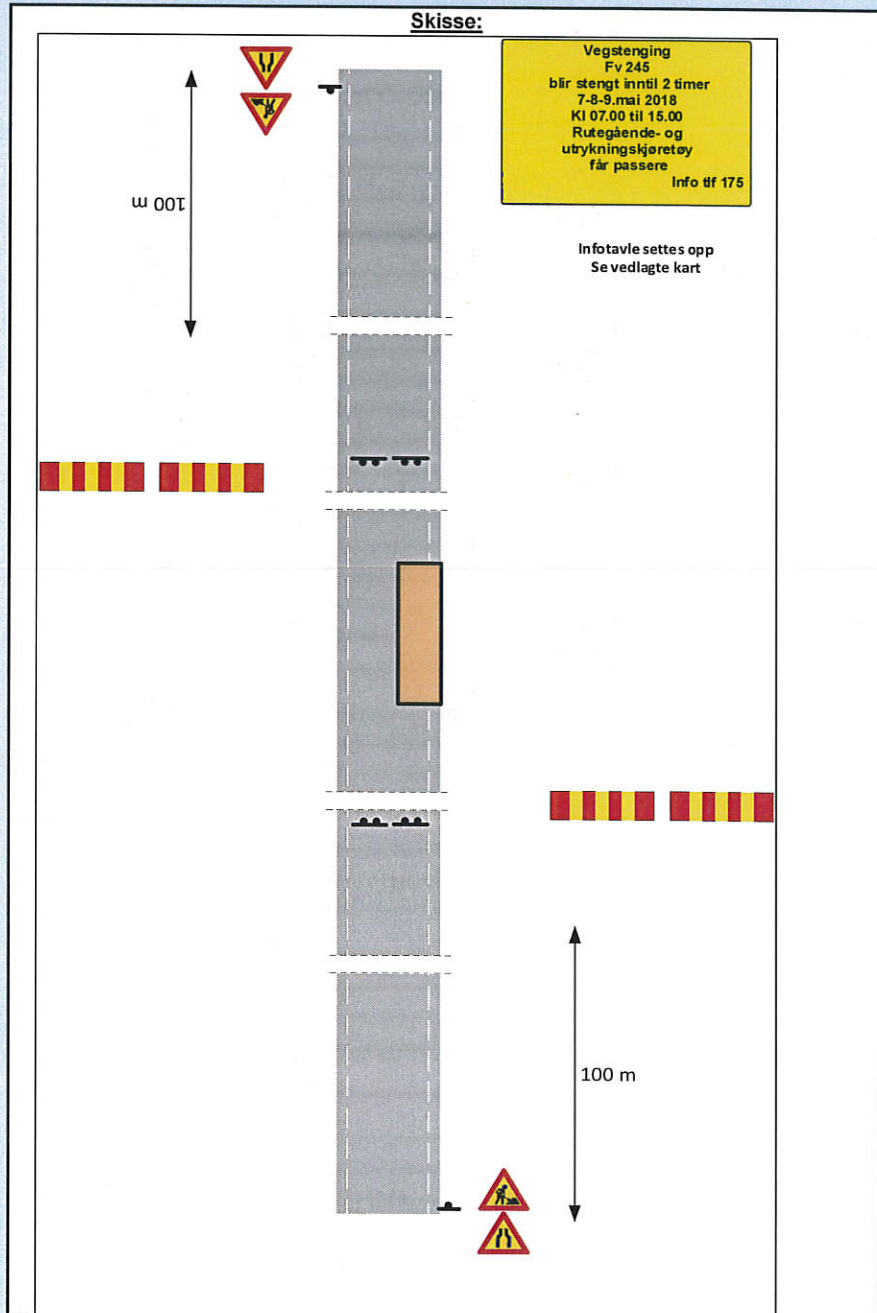 Skisse:
Vegstenging
Fv 245
blir stengt inntil 2 timer
7-8-9.mai 2018
Kl 07.00 til 15.00
Rutegående- og
utrykningskjøretøy
får passere
Info tlf 175
100 m
Infotavle settes opp
Se vedlagte kart
100 m